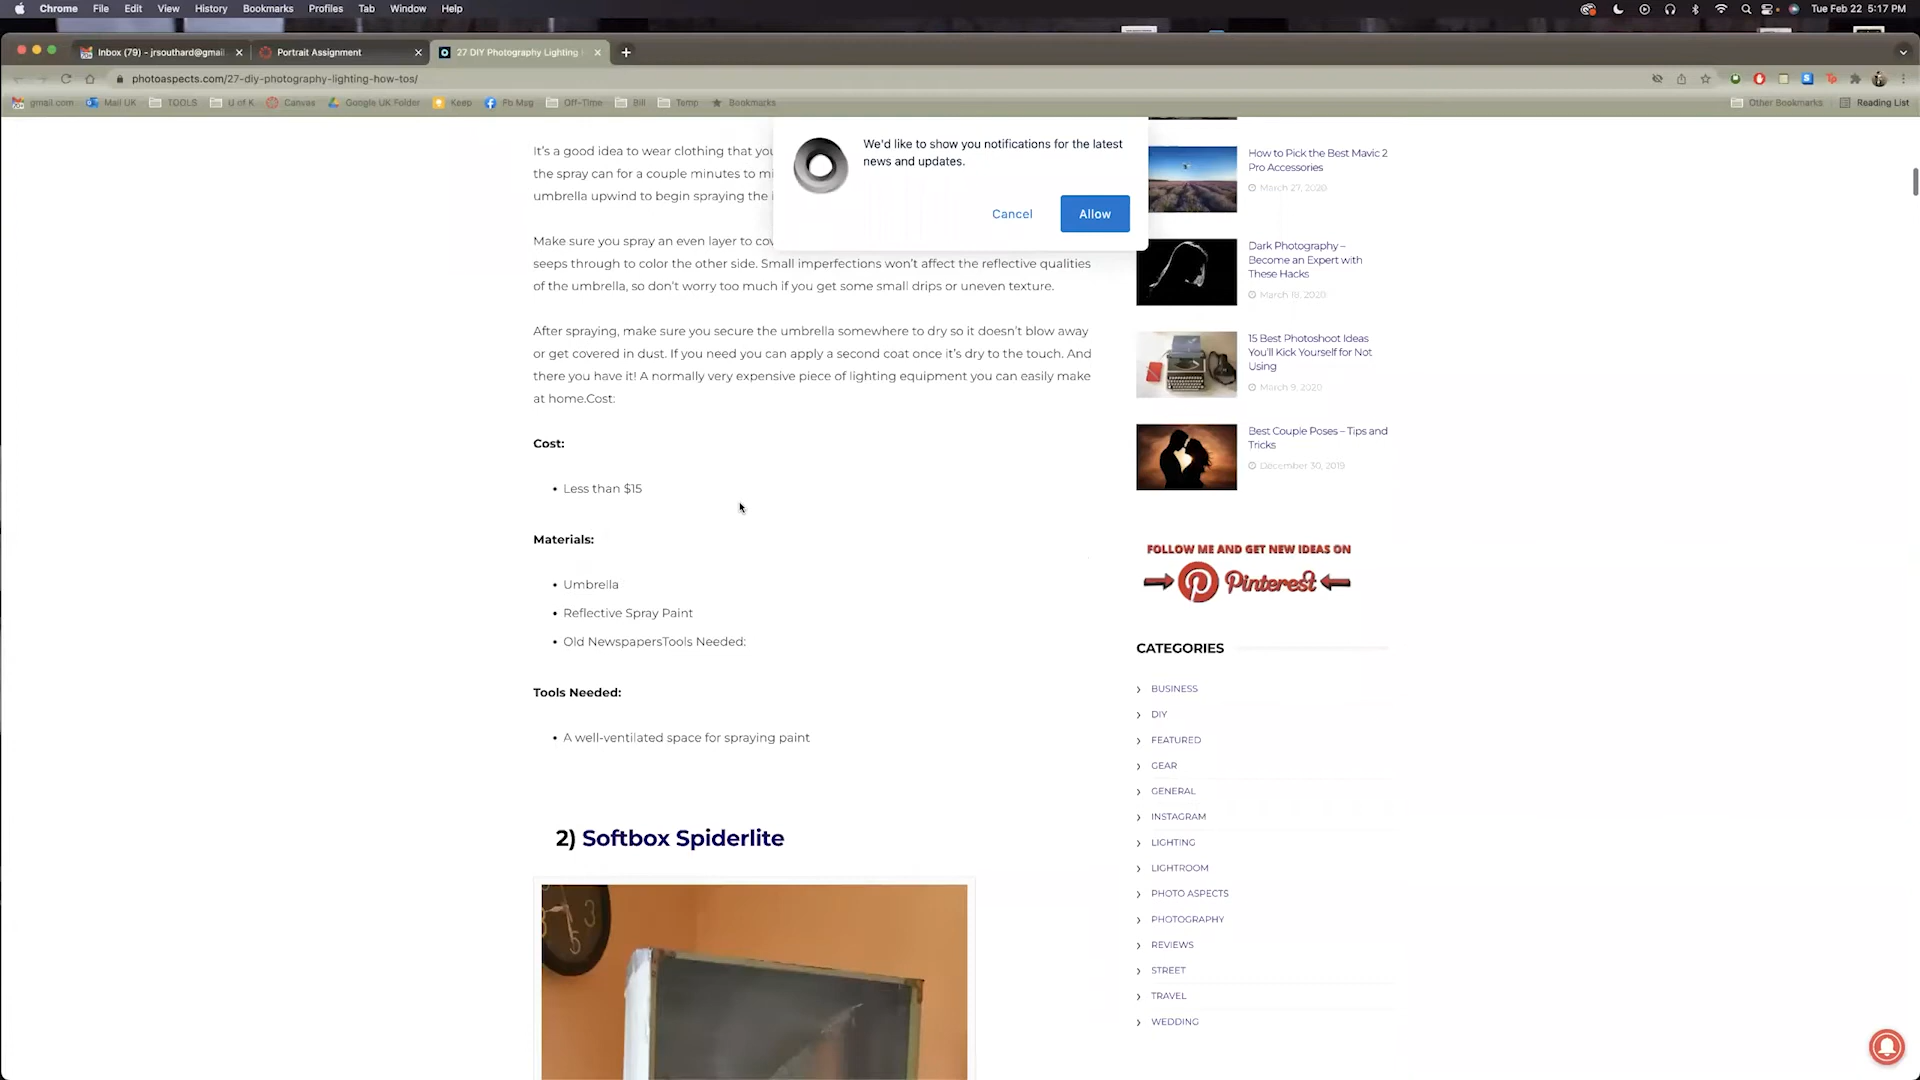 Chrome File Edit View History Bookmarks Profiles Tab Window Help
Tue Feb 22 5:17 PM
Inbox (79) - jrsouthard@gmai
Portrait Assignment
27 DIY Photography Lighting
photoaspects.com/27-diy-photography-lighting-how-tos/
gmail com Mail UK TOOLS U of K Canvas Google UK Folder Keep Fb Msg Off-Time Bill Temp Bookmarks
Other Bookmarks Reading List
We'd like to show you notifications for the latest
news and updates.
Cancel Allow
It's a good idea to wear clothing that you
the spray can for a couple minutes to mi
umbrella upwind to begin spraying the i
Make sure you spray an even layer to cov
seeps through to color the other side. Small imperfections won't affect the reflective qualities
of the umbrella, so don't worry too much if you get some small drips or uneven texture.
After spraying, make sure you secure the umbrella somewhere to dry so it doesn't blow away
or get covered in dust. If you need you can apply a second coat once it's dry to the touch. And
there you have it! A normally very expensive piece of lighting equipment you can easily make
at home.Cost:
Cost:
• Less than $15
Materials:
• Umbrella
• Reflective Spray Paint
• Old NewspapersTools Needed:
Tools Needed:
• A well-ventilated space for spraying paint
2) Softbox Spiderlite
How to Pick the Best Mavic 2
Pro Accessories
March 27, 2020
Dark Photography –
Become an Expert with
These Hacks
March 18, 2020
15 Best Photoshoot Ideas
You'll Kick Yourself for Not
Using
March 9, 2020
Best Couple Poses – Tips and
Tricks
December 30, 2019
FOLLOW ME AND GET NEW IDEAS ON
Pinterest
CATEGORIES
BUSINESS
DIY
FEATURED
GEAR
GENERAL
INSTAGRAM
LIGHTING
LIGHTROOM
PHOTO ASPECTS
PHOTOGRAPHY
REVIEWS
STREET
TRAVEL
WEDDING